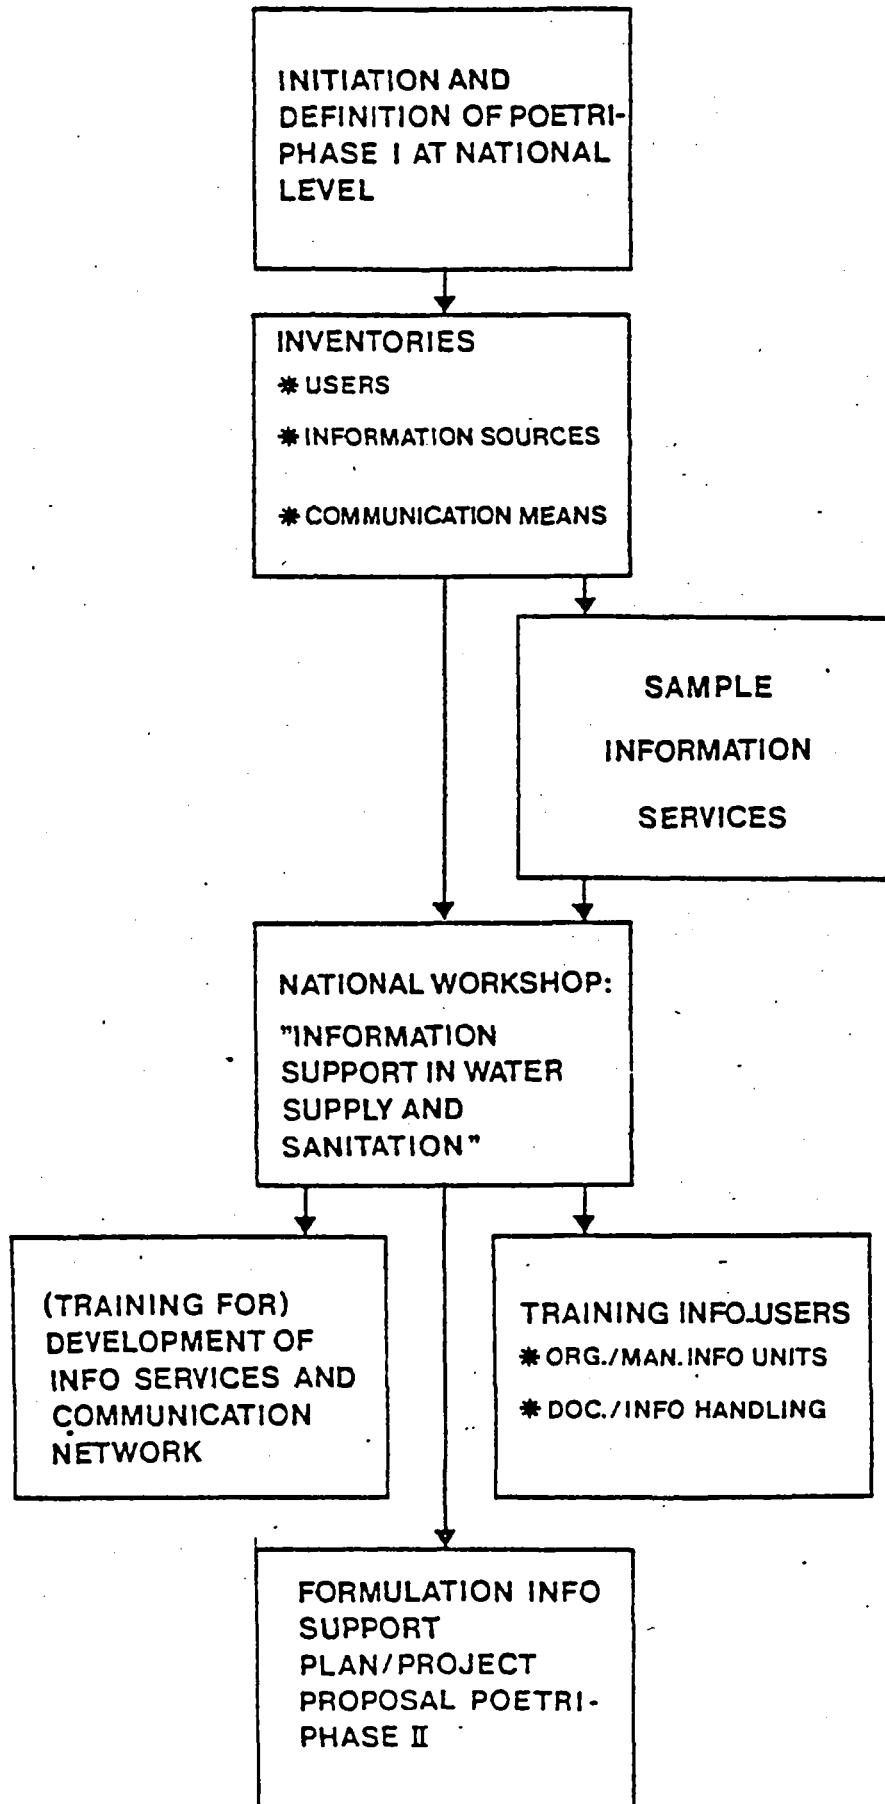 INITIATION AND
DEFINITION OF POETRI-
PHASE I AT NATIONAL
LEVEL
INVENTORIES
* USERS
* INFORMATION SOURCES
* COMMUNICATION MEANS
SAMPLE
INFORMATION
SERVICES
NATIONAL WORKSHOP:
"INFORMATION
SUPPORT IN WATER
SUPPLY AND
SANITATION"
(TRAINING FOR)
DEVELOPMENT OF
INFO SERVICES AND
COMMUNICATION
NETWORK
TRAINING INFO-USERS
* ORG./MAN. INFO UNITS
* DOC./INFO HANDLING
FORMULATION INFO
SUPPORT
PLAN/PROJECT
PROPOSAL POETRI-
PHASE II